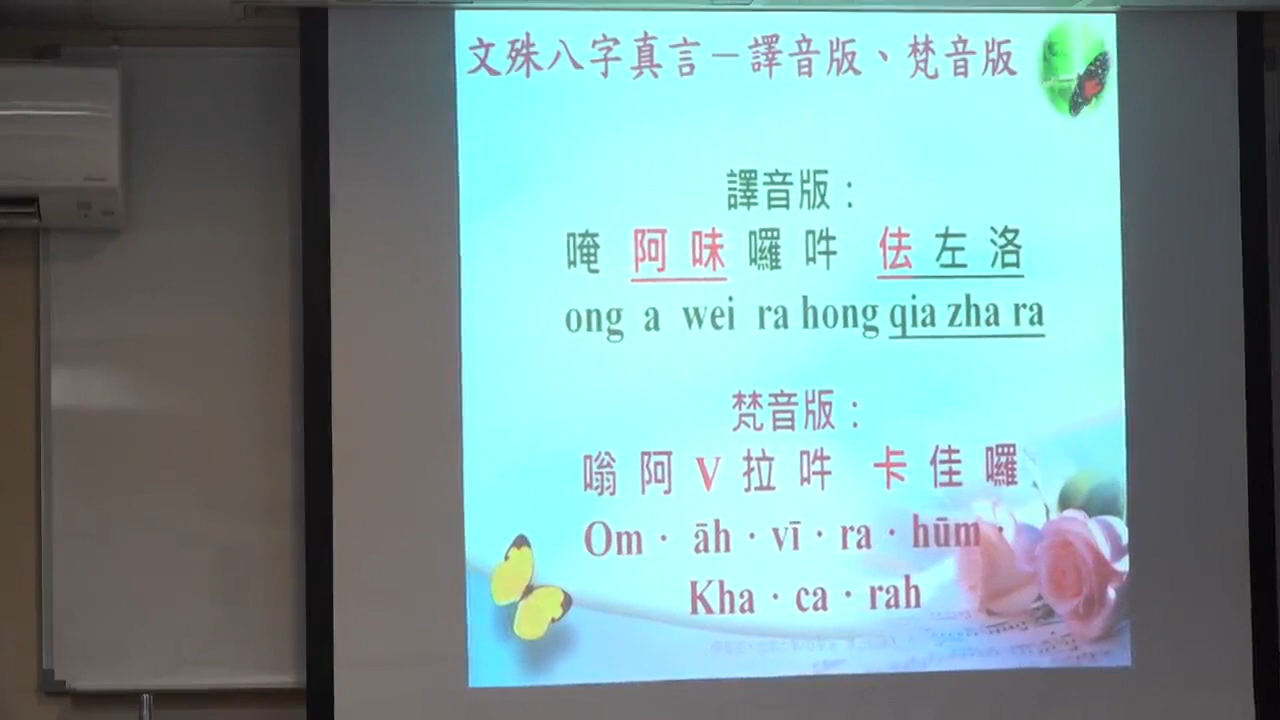 文殊八字真言－譯音版、梵音版
譯音版：
唵 阿 味 囉 吽 佉 左 洛
ong a wei ra hong qia zha ra
梵音版：
嗡 阿 V 拉 吽 卡 佳 囉
Om · āh · vī · ra · hūm ·
Kha · ca · rah